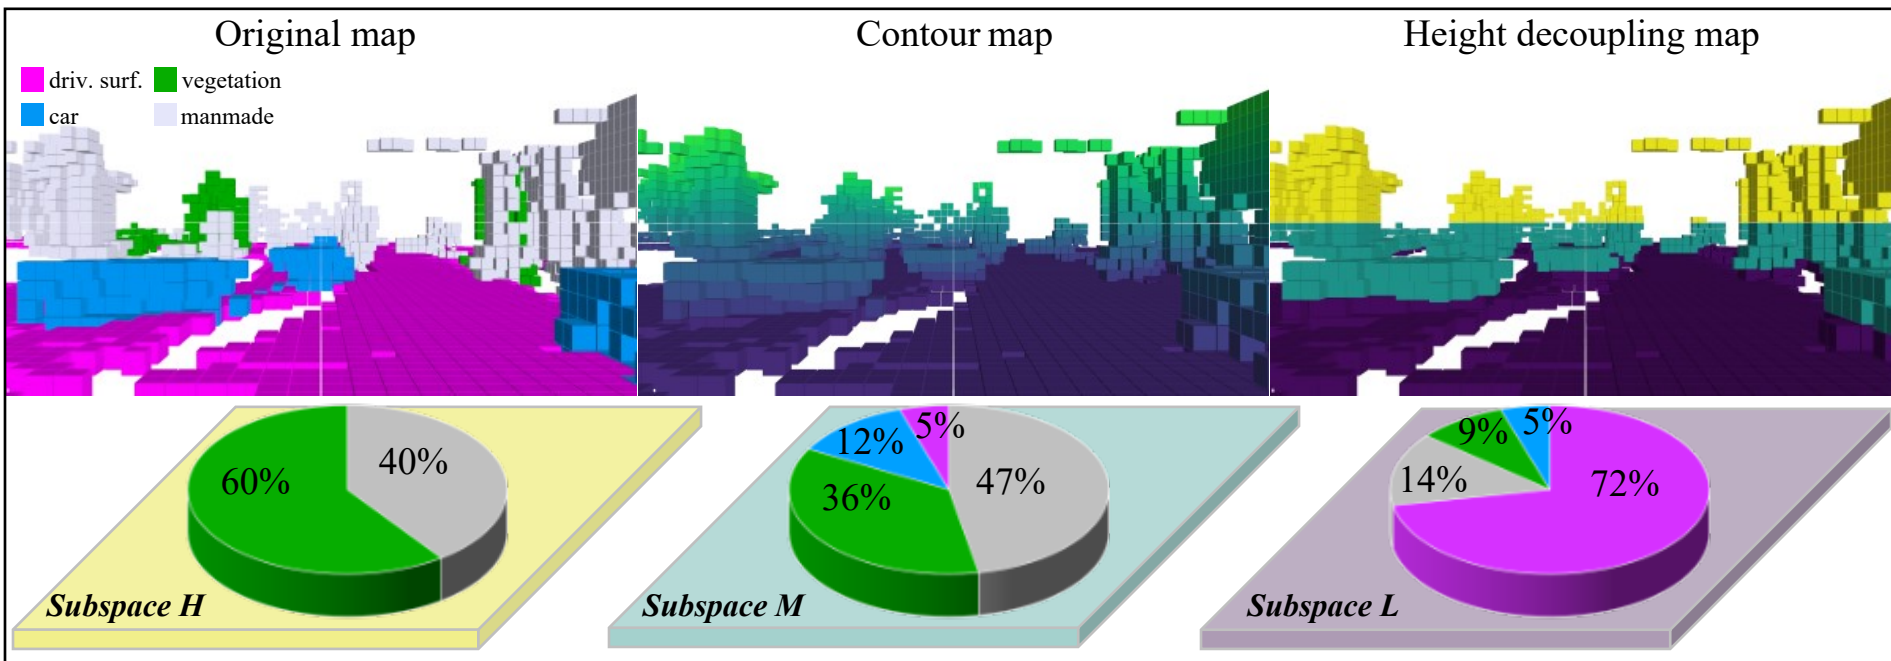 Original map
Contour map
Height decoupling map
driv. surf.
vegetation
car
manmade
60%
40%
Subspace H
12%
5%
36%
47%
Subspace M
9%
5%
14%
72%
Subspace L